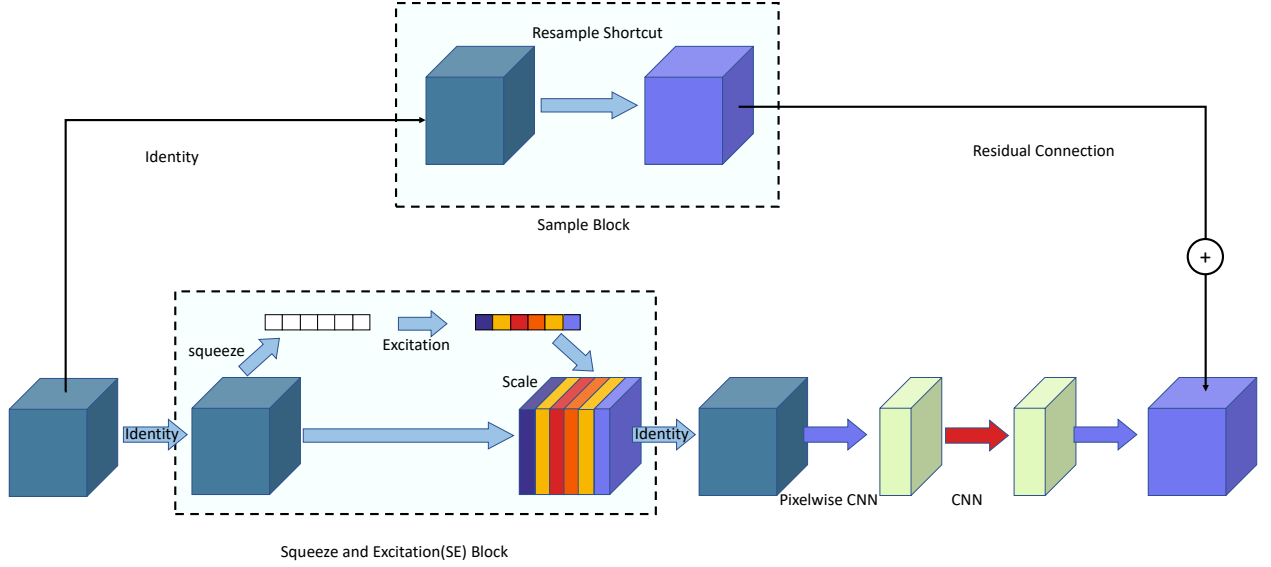 Resample Shortcut
Identity
Residual Connection
Sample Block
+
squeeze
Excitation
Scale
Identity
Identity
Pixelwise CNN
CNN
Squeeze and Excitation(SE) Block